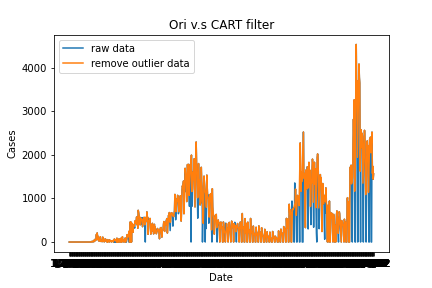 Ori v.s CART filter
raw data
remove outlier data
4000
3000
2000
1000
0
Cases
Date